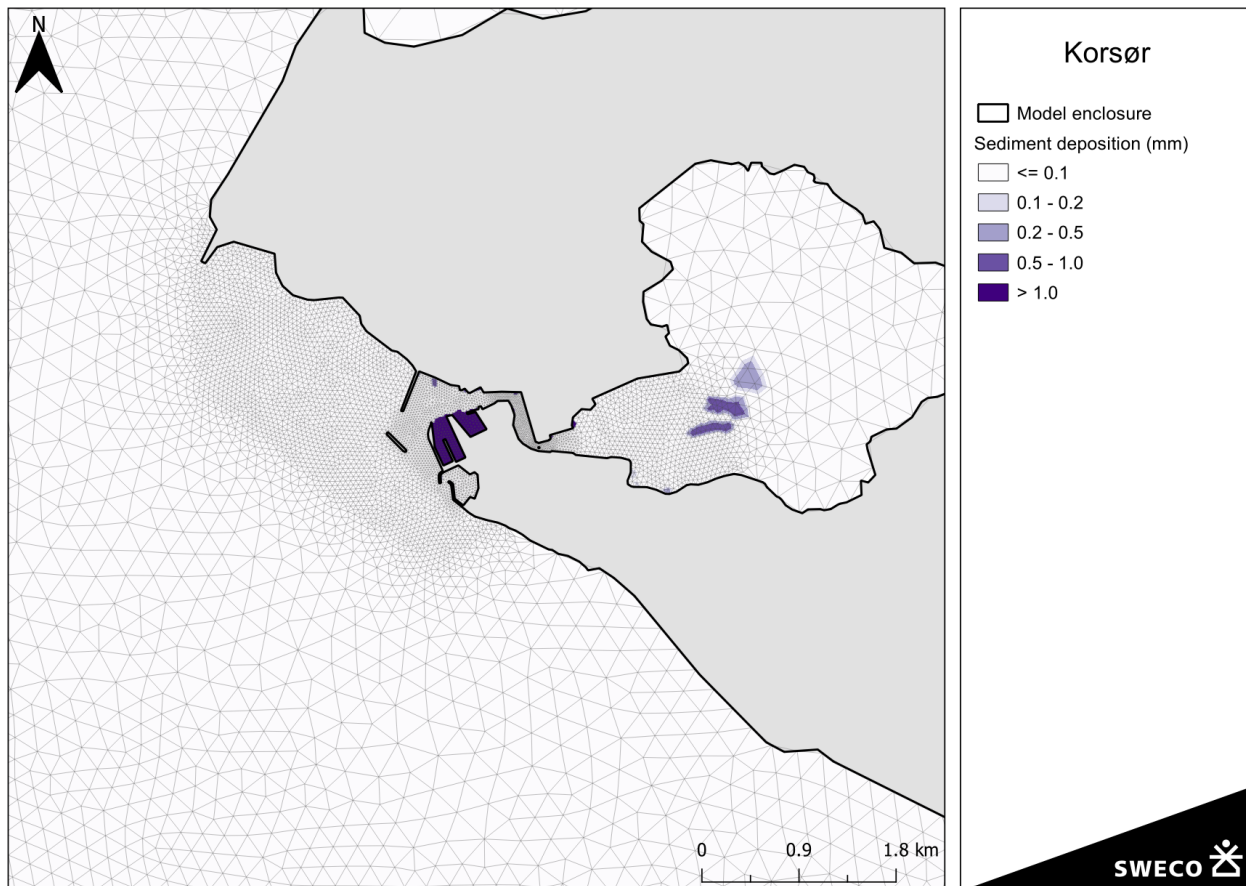 N
Korsør
Model enclosure
Sediment deposition (mm)
<= 0.1
0.1 - 0.2
0.2 - 0.5
0.5 - 1.0
> 1.0
0 0.9 1.8 km
SWECO